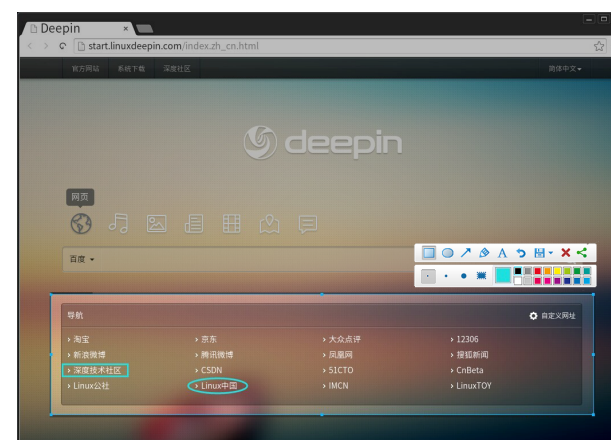 Deepin
start.linuxdeepin.com/index.zh_cn.html
官方网站 系统下载 深度社区 简体中文
deepin
网页
百度
导航 自定义网址
淘宝 京东 大众点评 12306
新浪微博 腾讯微博 凤凰网 搜狐新闻
深度技术社区 CSDN 51CTO CnBeta
Linux公社 Linux中国 IMCN LinuxTOY